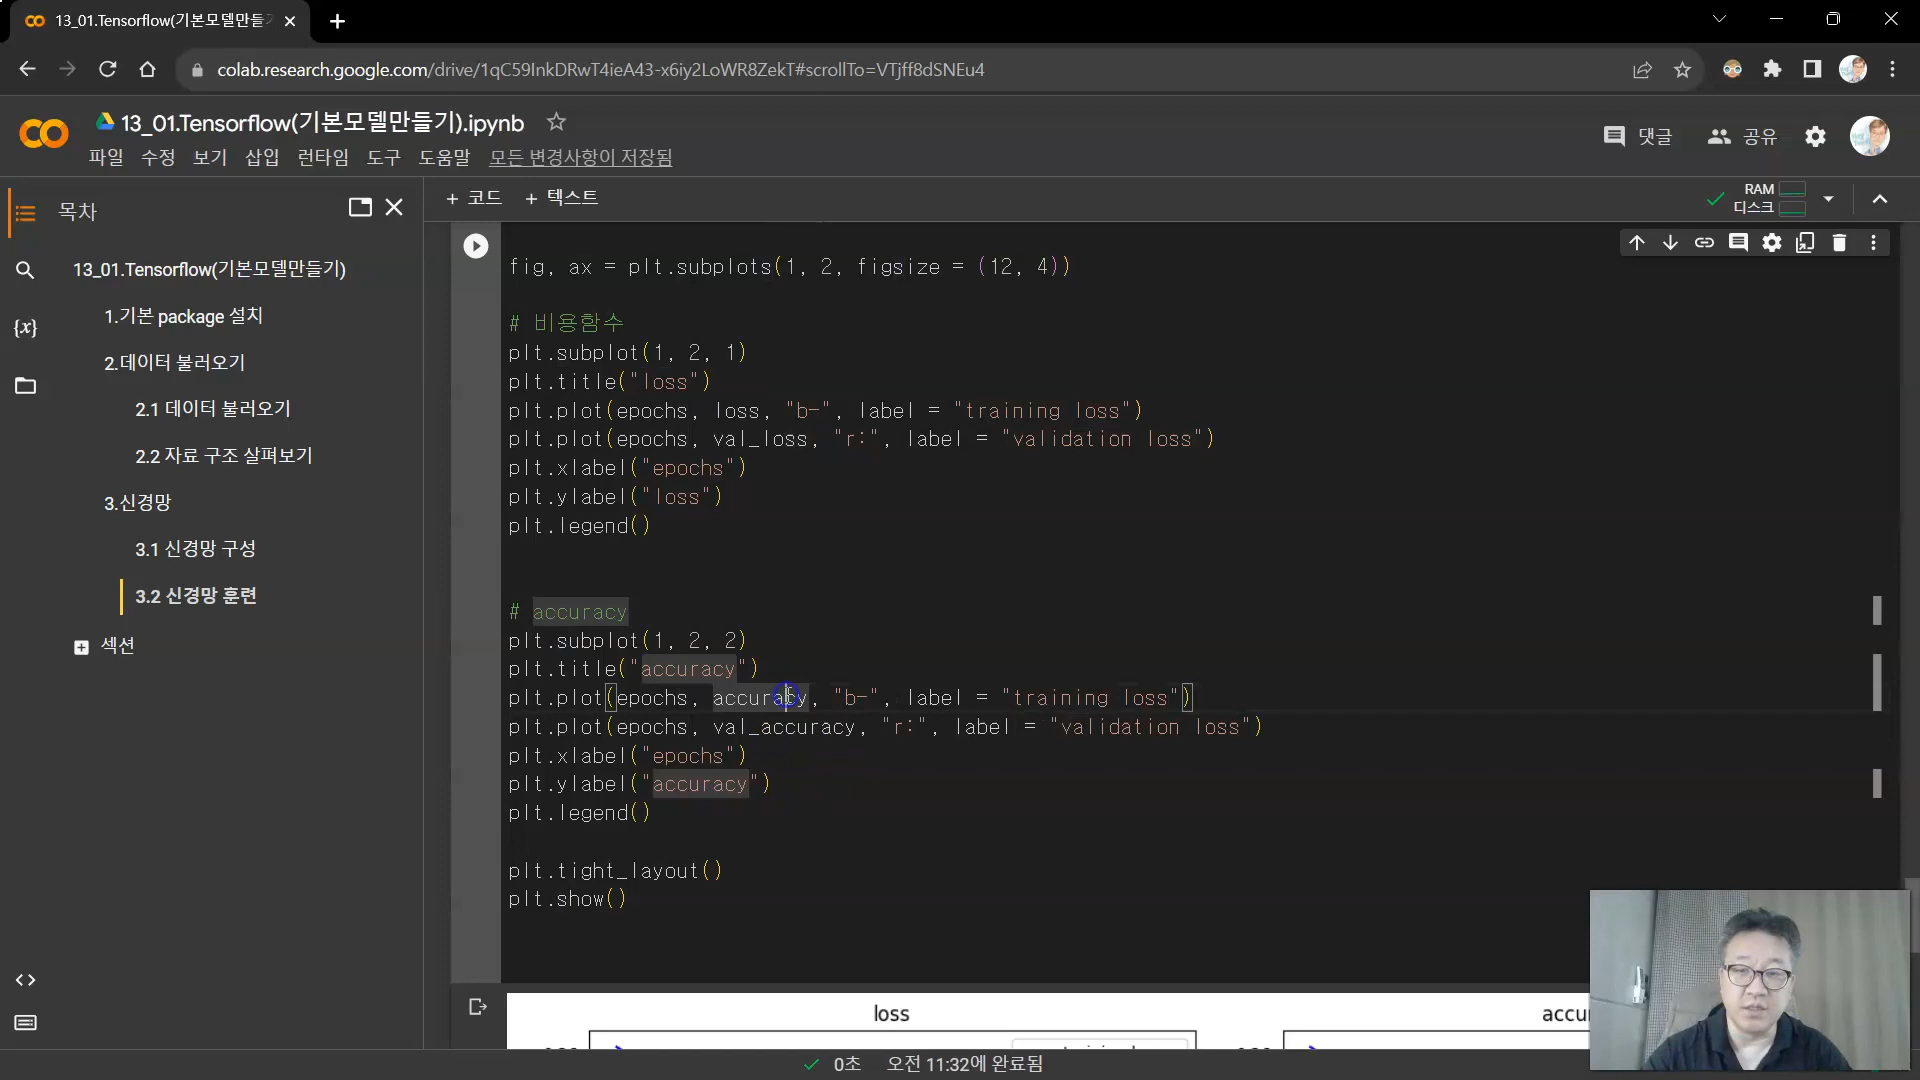 13_01.Tensorflow(기본모델만들기
colab.research.google.com/drive/1qC59InkDRwT4ieA43-x6iy2LoWR8ZekT#scrollTo=VTjff8dSNEu4
13_01.Tensorflow(기본모델만들기).ipynb
댓글
공유
파일 수정 보기 삽입 런타임 도구 도움말 모든 변경사항이 저장됨
목차
+ 코드 + 텍스트
RAM
디스크
13_01.Tensorflow(기본모델만들기)
1.기본 package 설치
2.데이터 불러오기
2.1 데이터 불러오기
2.2 자료 구조 살펴보기
3.신경망
3.1 신경망 구성
3.2 신경망 훈련
섹션
{x}
fig, ax = plt.subplots(1, 2, figsize = (12, 4))
# 비용함수
plt.subplot(1, 2, 1)
plt.title("loss")
plt.plot(epochs, loss, "b-", label = "training loss")
plt.plot(epochs, val_loss, "r:", label = "validation loss")
plt.xlabel("epochs")
plt.ylabel("loss")
plt.legend()
# accuracy
plt.subplot(1, 2, 2)
plt.title("accuracy")
plt.plot(epochs, accuracy, "b-", label = "training loss")
plt.plot(epochs, val_accuracy, "r:", label = "validation loss")
plt.xlabel("epochs")
plt.ylabel("accuracy")
plt.legend()
plt.tight_layout()
plt.show()
loss
accu
0초 오전 11:32에 완료됨